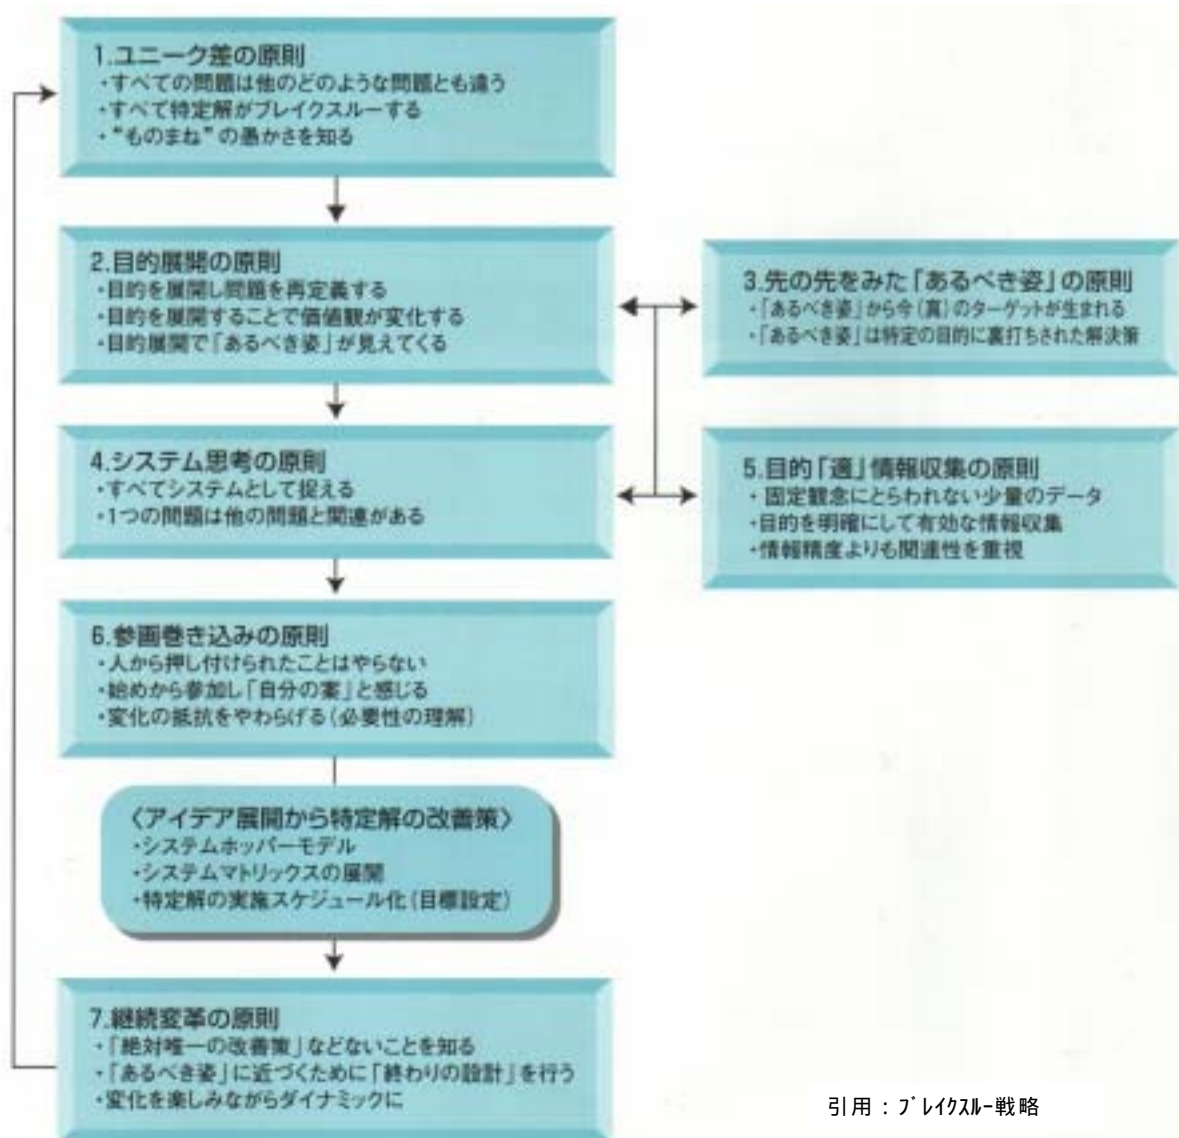 1.ユニーク差の原則
・すべての問題は他のどのような問題とも違う
・すべて特定解がブレイクスルーする
・“ものまね”の愚かさを知る
2.目的展開の原則
・目的を展開し問題を再定義する
・目的を展開することで価値観が変化する
・目的展開で「あるべき姿」が見えてくる
3.先の先をみた「あるべき姿」の原則
・「あるべき姿」から今(真)のターゲットが生まれる
・「あるべき姿」は特定の目的に裏打ちされた解決策
4.システム思考の原則
・すべてシステムとして捉える
・1つの問題は他の問題と関連がある
5.目的「適」情報収集の原則
・固定観念にとらわれない少量のデータ
・目的を明確にして有効な情報収集
・情報精度よりも関連性を重視
6.参画巻き込みの原則
・人から押し付けられたことはやらない
・始めから参加し「自分の案」と感じる
・変化の抵抗をやわらげる(必要性の理解)
〈アイデア展開から特定解の改善策〉
・システムホッパーモデル
・システムマトリックスの展開
・特定解の実施スケジュール化(目標設定)
7.継続変革の原則
・「絶対唯一の改善策」などないことを知る
・「あるべき姿」に近づくために「終わりの設計」を行う
・変化を楽しみながらダイナミックに
引用：ﾌﾞﾚｲｸｽﾙｰ戦略